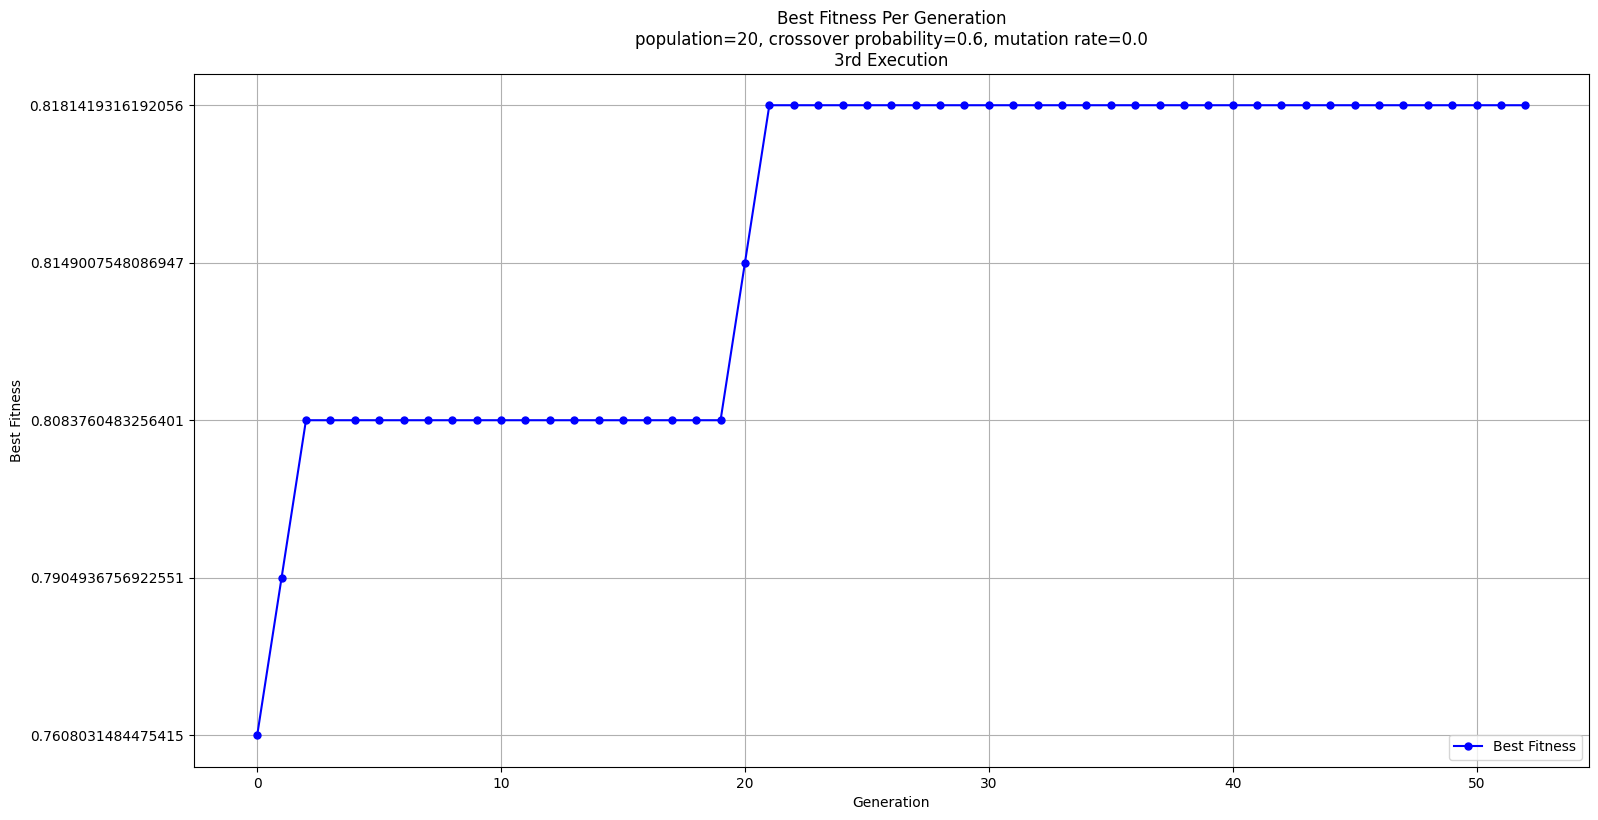 Best Fitness Per Generation
population=20, crossover probability=0.6, mutation rate=0.0
3rd Execution
0.8181419316192056
0.8149007548086947
0.8083760483256401
0.7904936756922551
0.7608031484475415
Best Fitness
Best Fitness
0 10 20 30 40 50
Generation